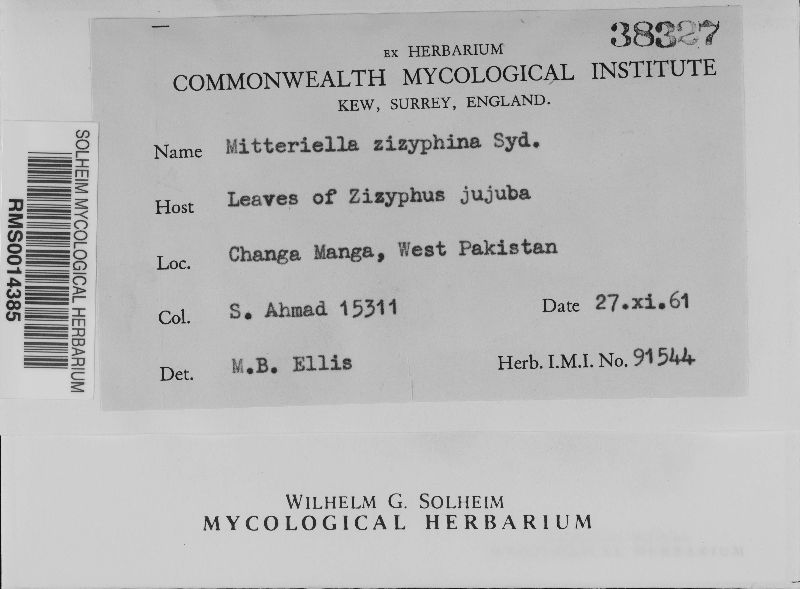 38327
EX HERBARIUM
COMMONWEALTH MYCOLOGICAL INSTITUTE
KEW, SURREY, ENGLAND.
Name Mitteriella zizyphina Syd.
Host Leaves of Zizyphus jujuba
Loc. Changa Manga, West Pakistan
Col. S. Ahmad 15311 Date 27.xi.61
Det. M.B. Ellis Herb. I.M.I. No. 91544
SOLHEIM MYCOLOGICAL HERBARIUM
RMS0014385
WILHELM G. SOLHEIM
MYCOLOGICAL HERBARIUM